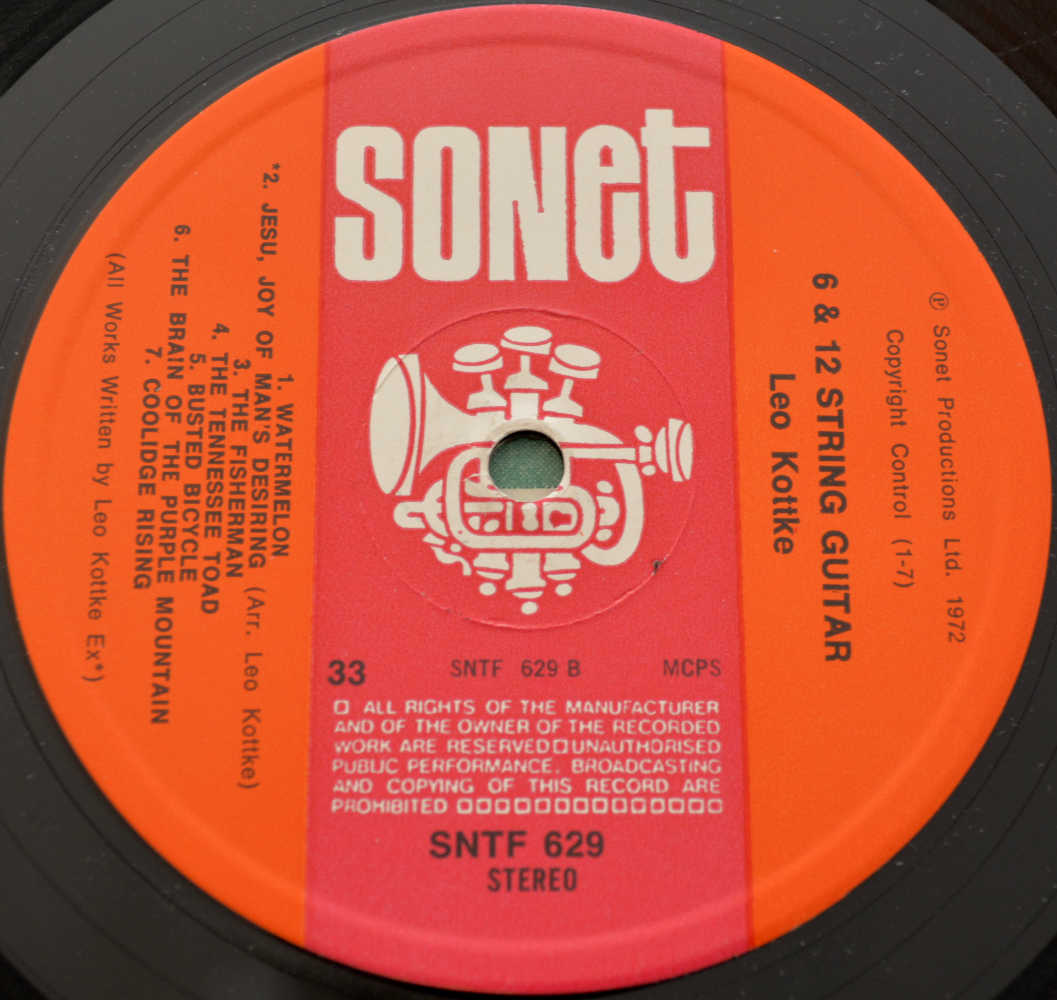 sonet
℗ Sonet Productions Ltd. 1972
Copyright Control (1-7)
6 & 12 STRING GUITAR
Leo Kottke
1. WATERMELON
*2. JESU, JOY OF MAN'S DESIRING (Arr. Leo Kottke)
3. THE FISHERMAN
4. THE TENNESSEE TOAD
5. BUSTED BICYCLE
6. THE BRAIN OF THE PURPLE MOUNTAIN
7. COOLIDGE RISING
(All Works Written by Leo Kottke Ex*)
33 SNTF 629 B MCPS
□ ALL RIGHTS OF THE MANUFACTURER
AND OF THE OWNER OF THE RECORDED
WORK ARE RESERVED□UNAUTHORISED
PUBLIC PERFORMANCE, BROADCASTING
AND COPYING OF THIS RECORD ARE
PROHIBITED □□□□□□□□□□□□□□
SNTF 629
STEREO